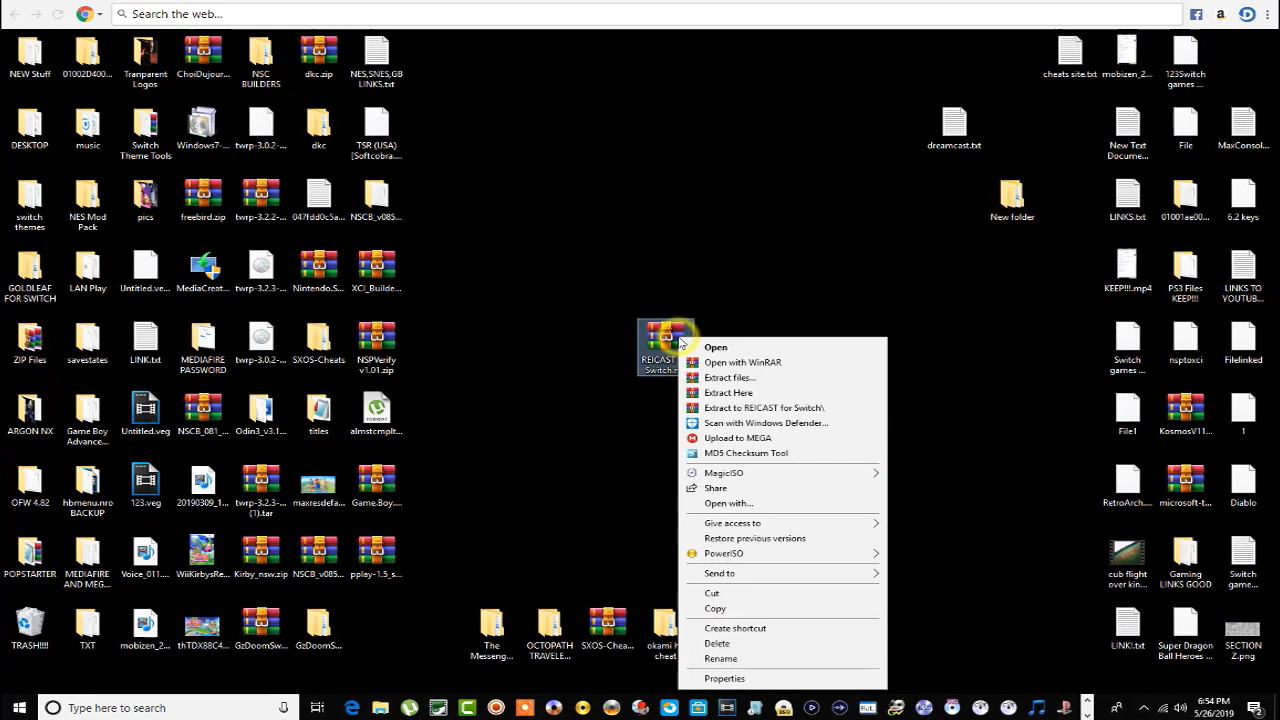 Search the web...
NEW Stuff
01002D400...
Tranparent
Logos
ChoiDujour...
NSC
BUILDERS
dkc.zip
NES,SNES,GB
LINKS.txt
cheats site.txt
mobizen_2...
123Switch
games ...
DESKTOP
music
Switch
Theme Tools
Windows7-...
twrp-3.0.2-...
dkc
TSR (USA)
[Softcobra...
dreamcast.txt
New Text
Docume...
File
MaxConsol...
switch
themes
NES Mod
Pack
pics
freebird.zip
twrp-3.2.2-...
047fdd0c5a...
NSCB_v085...
New folder
LINKS.txt
01001ae00...
6.2 keys
GOLDLEAF
FOR SWITCH
LAN Play
Untitled.ve...
MediaCreat...
twrp-3.2.3-...
Nintendo.S...
XCI_Builde...
KEEP!!!.mp4
PS3 Files
KEEP!!!
LINKS TO
YOUTUB...
ZIP Files
savestates
LINK.txt
MEDIAFIRE
PASSWORD
twrp-3.0.2-...
SXOS-Cheats
NSPVerify
v1.01.zip
REICAST
Switch.r
Switch
games ...
nsptoxci
Filelinked
Open
Open with WinRAR
Extract files...
Extract Here
Extract to REICAST for Switch\
Scan with Windows Defender...
Upload to MEGA
MD5 Checksum Tool
MagicISO
Share
Open with...
Give access to
Restore previous versions
PowerISO
Send to
Cut
Copy
Create shortcut
Delete
Rename
Properties
ARGON NX
Game Boy
Advance...
Untitled.veg
NSCB_081_...
Odin3_v3.1...
titles
almstcmplt...
File1
KosmosV11...
1
OFW 4.82
hbmenu.nro
BACKUP
123.veg
20190309_1...
twrp-3.2.3-...
(1).tar
maxresdefa...
Game.Boy....
RetroArch...
microsoft-t...
Diablo
POPSTARTER
MEDIAFIRE
AND MEG...
Voice_011...
WiiKirbysRe...
Kirby_nsw.zip
NSCB_v085...
pplay-1.5_s...
cub flight
over kin...
Gaming
LINKS GOOD
Switch
game...
TRASH!!!!
TXT
mobizen_2...
thTDX88C4...
GzDoomSw...
GzDoomS...
The
Messeng...
OCTOPATH
TRAVELE...
SXOS-Chea...
okami h
cheat
LINK!.txt
Super Dragon
Ball Heroes ...
SECTION
Z.png
Type here to search
6:54 PM
5/26/2019
2